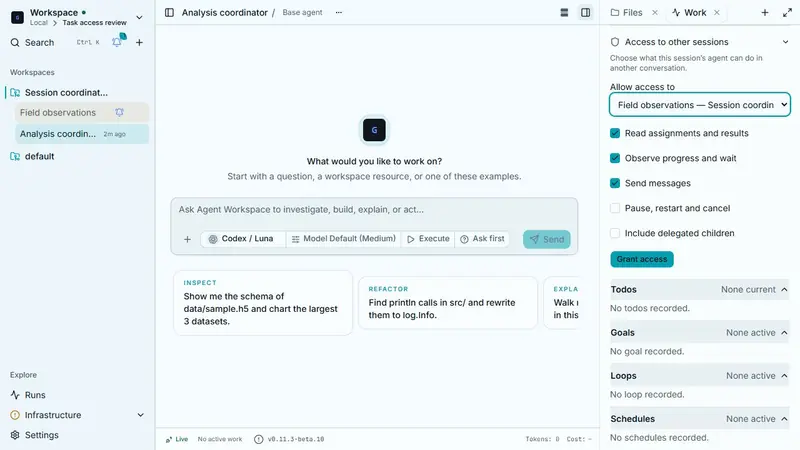 Workspace
Local > Task access review
Search Ctrl K
Workspaces
Session coordinat...
Field observations
Analysis coordin... 2m ago
default
Explore
Runs
Infrastructure
Settings
Analysis coordinator / Base agent ...
G
What would you like to work on?
Start with a question, a workspace resource, or one of these examples.
Ask Agent Workspace to investigate, build, explain, or act...
Codex / Luna Model Default (Medium) Execute Ask first Send
INSPECT
Show me the schema of
data/sample.h5 and chart the largest
3 datasets.
REFACTOR
Find println calls in src/ and rewrite
them to log.Info.
EXPLA
Walk
in this
Live No active work v0.11.3-beta.10 Tokens: 0 Cost: –
Files Work
Access to other sessions
Choose what this session's agent can do in
another conversation.
Allow access to
Field observations — Session coordin
Read assignments and results
Observe progress and wait
Send messages
Pause, restart and cancel
Include delegated children
Grant access
Todos None current
No todos recorded.
Goals None active
No goal recorded.
Loops None active
No loop recorded.
Schedules None active
No schedules recorded.